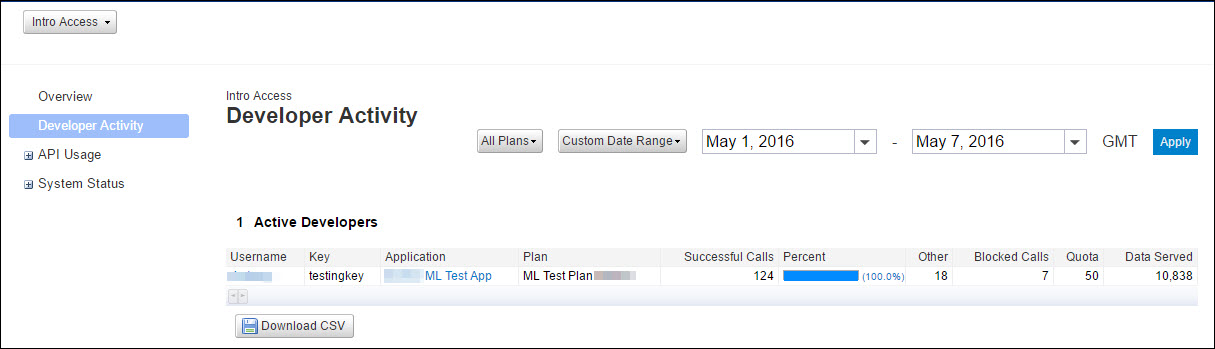 Intro Access
Overview
Developer Activity
API Usage
System Status
Intro Access
Developer Activity
All Plans Custom Date Range May 1, 2016 - May 7, 2016 GMT Apply
1 Active Developers
Username Key Application Plan Successful Calls Percent Other Blocked Calls Quota Data Served
testingkey ML Test App ML Test Plan 124 (100.0%) 18 7 50 10,838
Download CSV